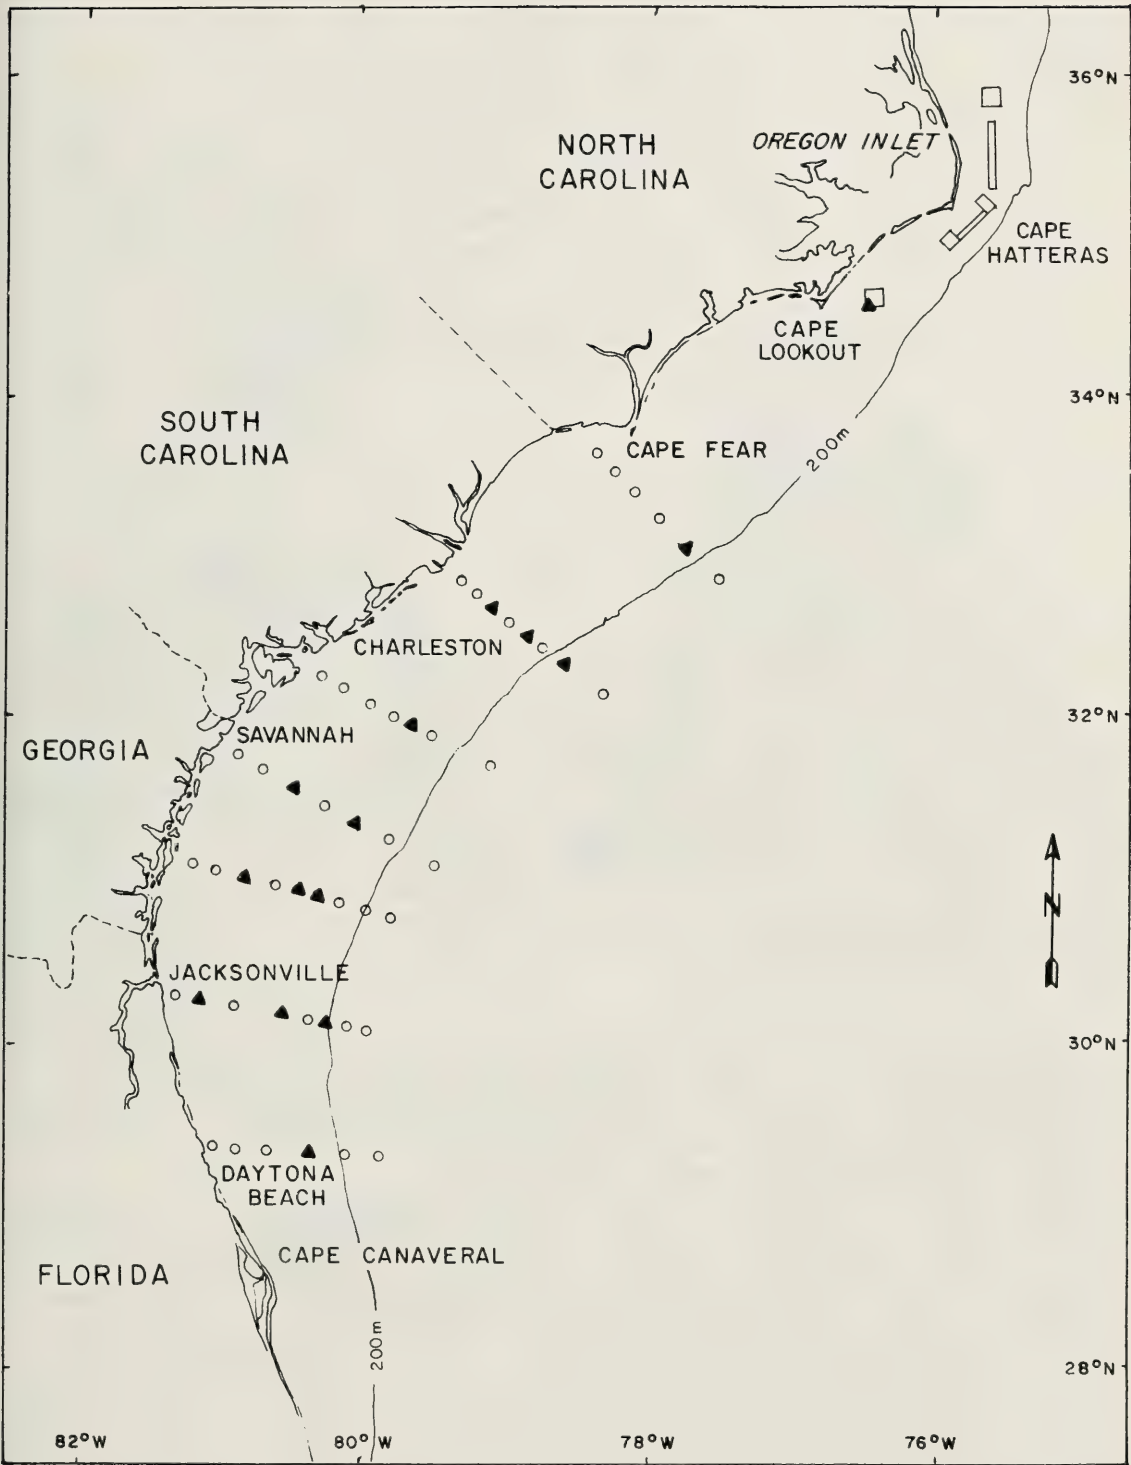 36°N
NORTH
CAROLINA
OREGON INLET
CAPE
HATTERAS
CAPE
LOOKOUT
34°N
SOUTH
CAROLINA
CAPE FEAR
200m
CHARLESTON
32°N
SAVANNAH
GEORGIA
N
JACKSONVILLE
30°N
DAYTONA
BEACH
CAPE CANAVERAL
FLORIDA
200m
28°N
82°W
80°W
78°W
76°W